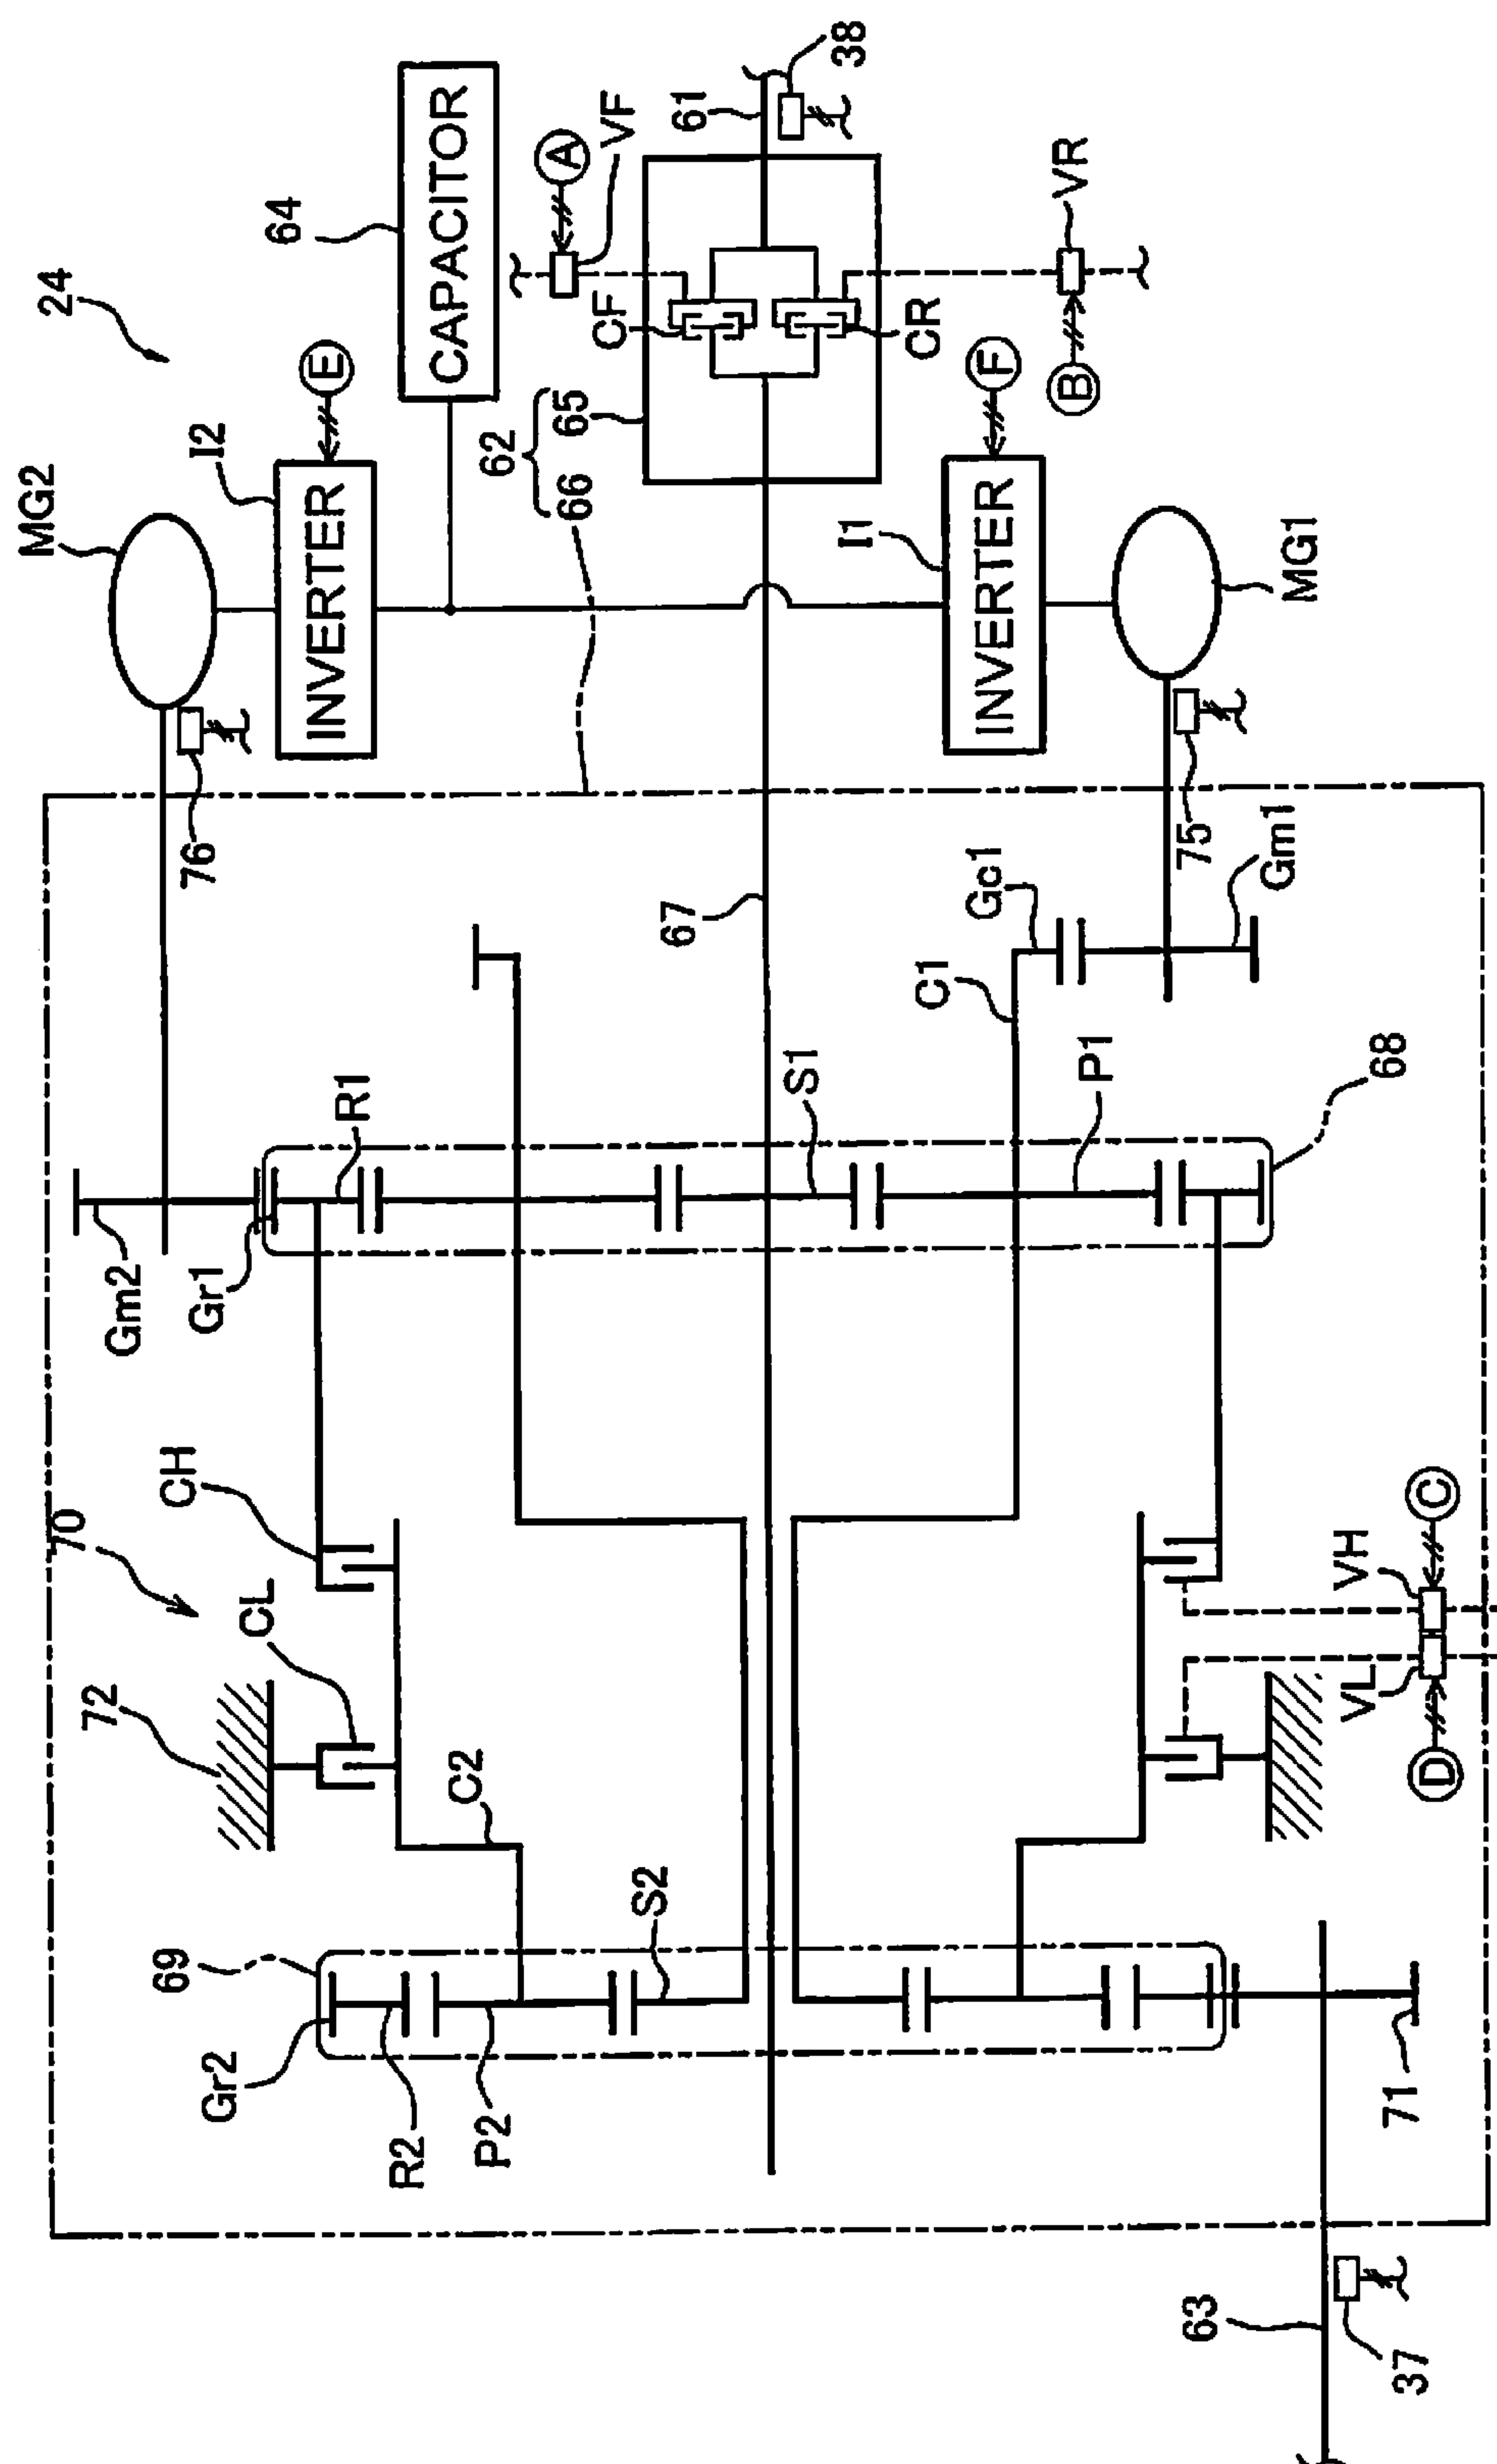 24
MG2
I2
E
64
CAPACITOR
INVERTER
76
A
VF
CF
CR
61
38
62
66
65
VR
B
F
I1
INVERTER
MG1
75
Gm1
Gc1
C1
67
Gm2
Gr1
R1
S1
P1
68
70
CH
CL
72
C2
VH
VL
C
D
69
Gr2
R2
P2
S2
71
63
37